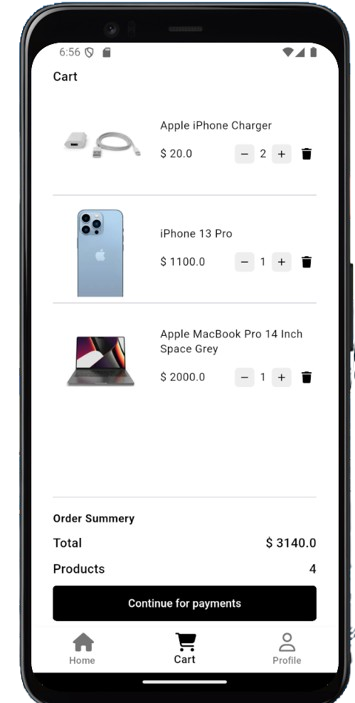 6:56
Cart
Apple iPhone Charger
$ 20.0
− 2 +
iPhone 13 Pro
$ 1100.0
− 1 +
Apple MacBook Pro 14 Inch
Space Grey
$ 2000.0
− 1 +
Order Summery
Total $ 3140.0
Products 4
Continue for payments
Home Cart Profile